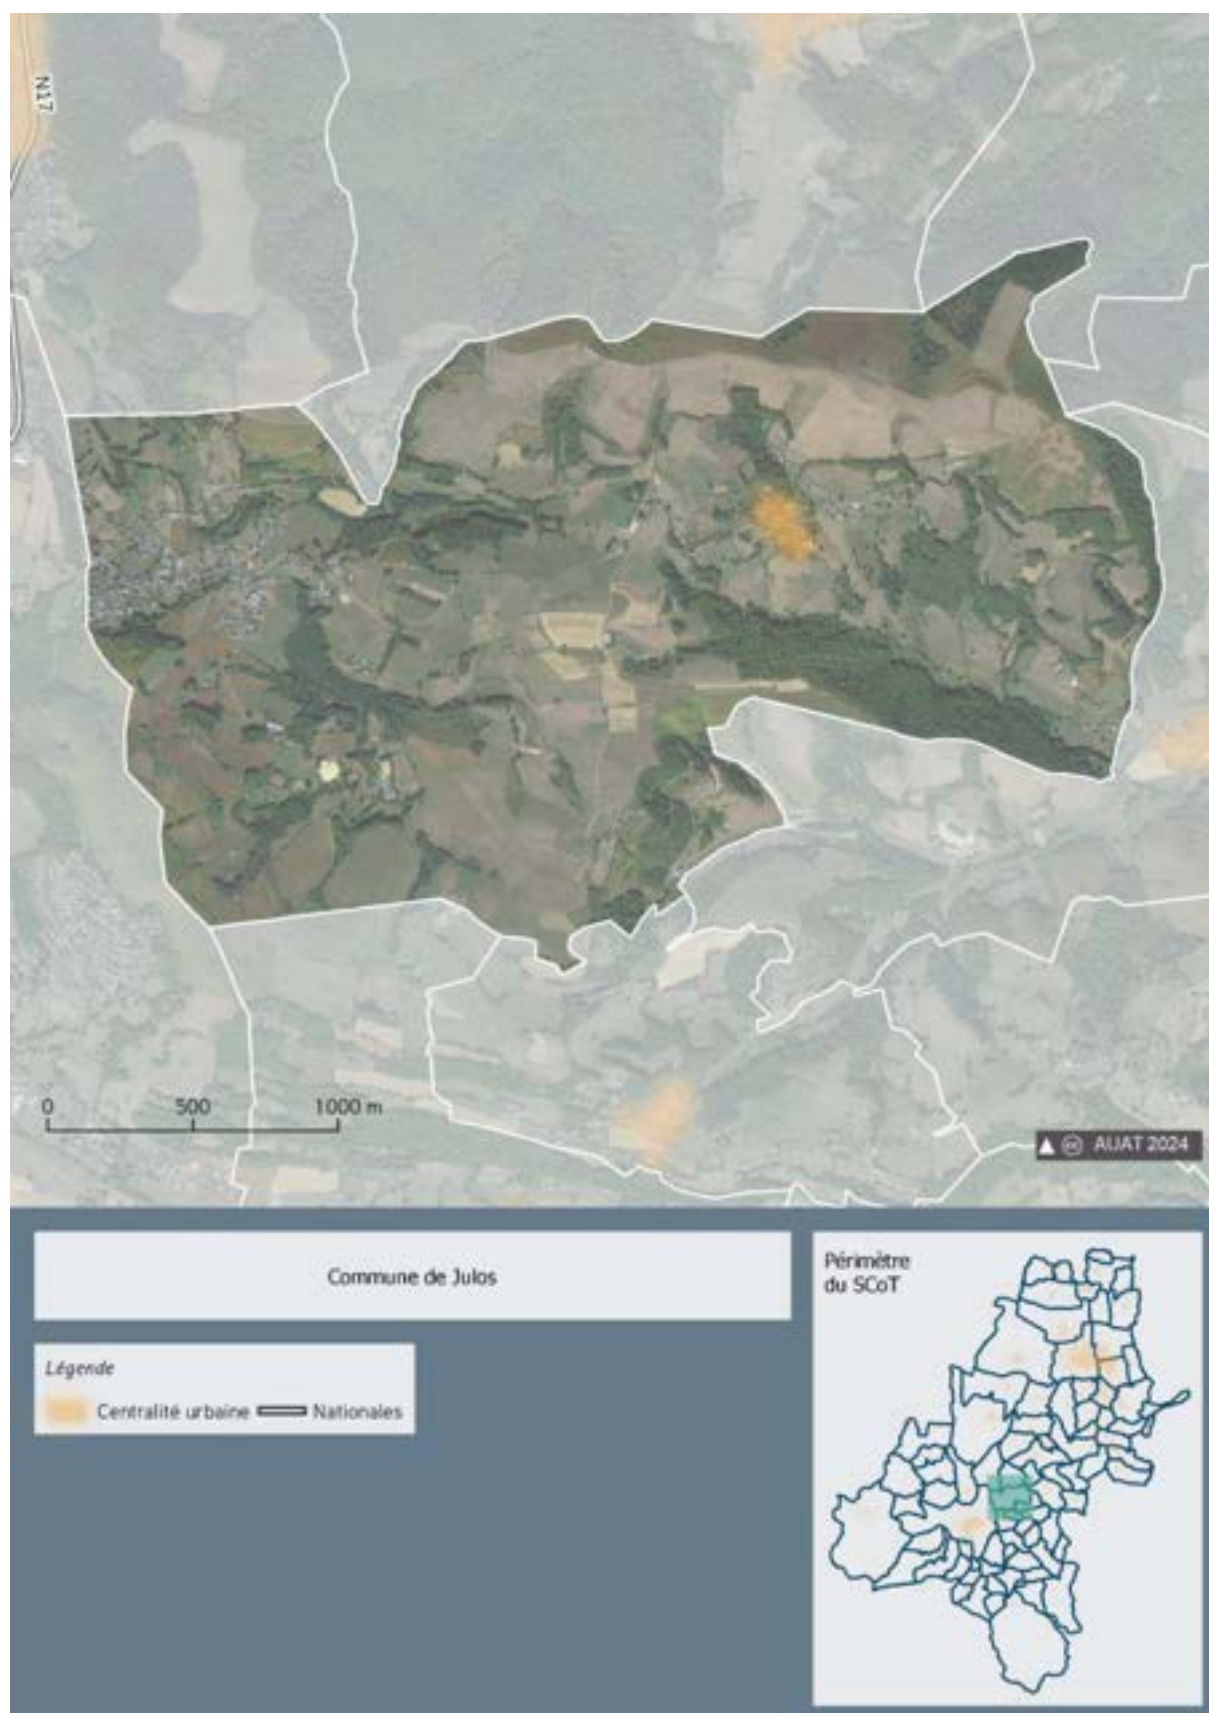 N17
0 500 1000 m
AUAT 2024
Commune de Julos
Périmètre
du SCoT
Légende
Centralité urbaine
Nationales